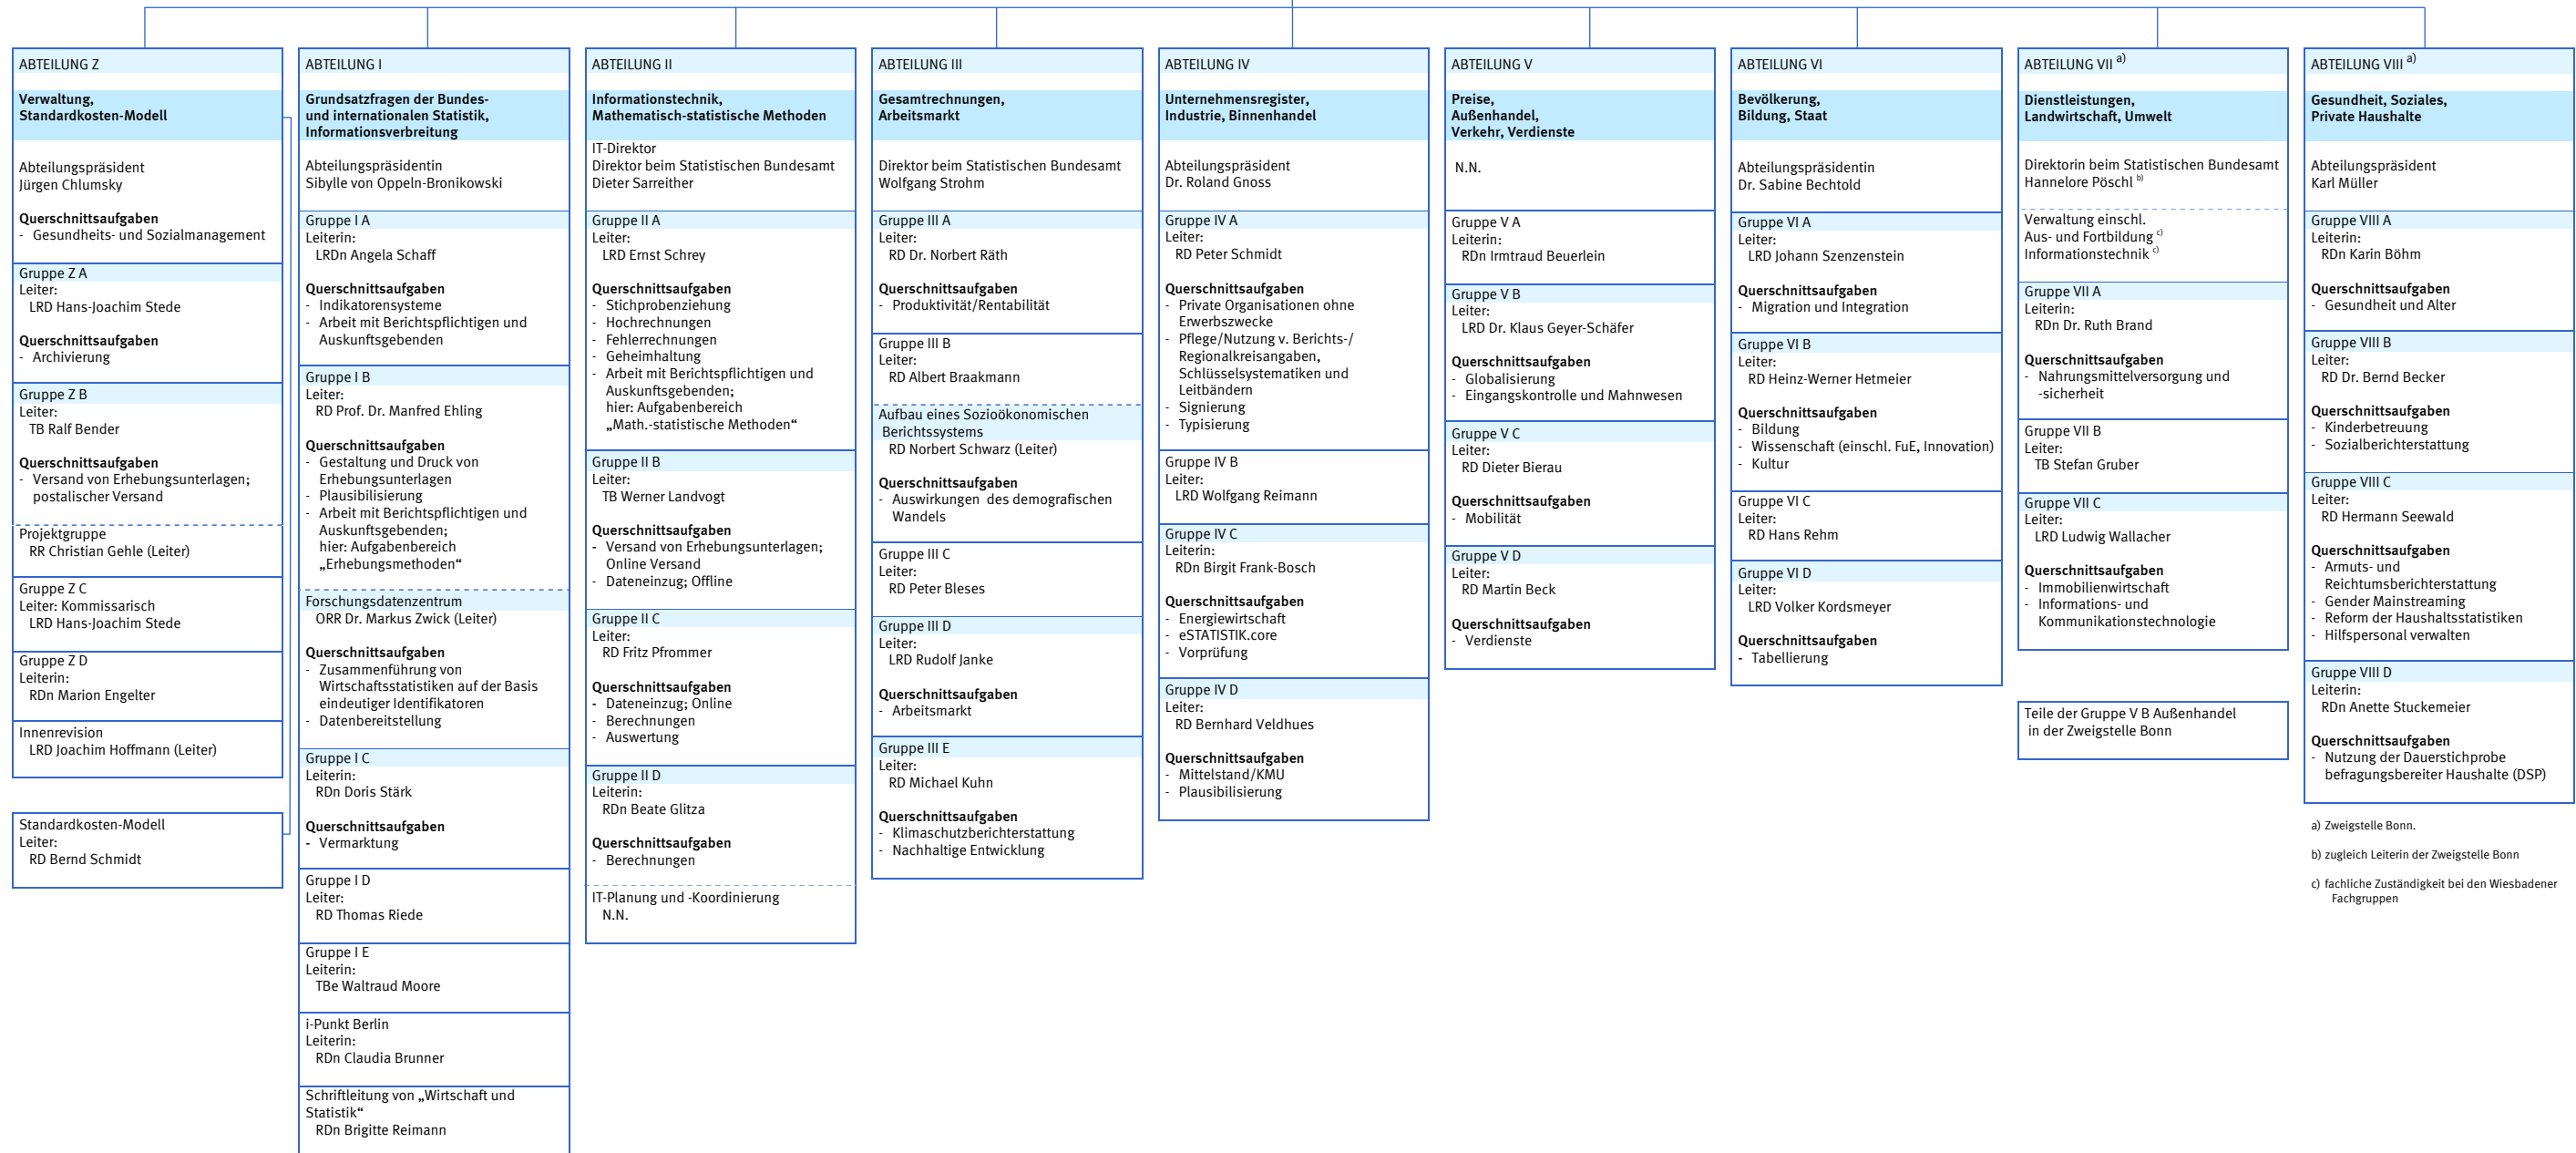 ABTEILUNG Z
Verwaltung,
Standardkosten-Modell
Abteilungspräsident
Jürgen Chlumsky
Querschnittsaufgaben
- Gesundheits- und Sozialmanagement
Gruppe Z A
Leiter:
LRD Hans-Joachim Stede
Querschnittsaufgaben
- Archivierung
Gruppe Z B
Leiter:
TB Ralf Bender
Querschnittsaufgaben
- Versand von Erhebungsunterlagen;
postalischer Versand
Projektgruppe
RR Christian Gehle (Leiter)
Gruppe Z C
Leiter: Kommissarisch
LRD Hans-Joachim Stede
Gruppe Z D
Leiterin:
RDn Marion Engelter
Innenrevision
LRD Joachim Hoffmann (Leiter)
Standardkosten-Modell
Leiter:
RD Bernd Schmidt
ABTEILUNG I
Grundsatzfragen der Bundes-
und internationalen Statistik,
Informationsverbreitung
Abteilungspräsidentin
Sibylle von Oppeln-Bronikowski
Gruppe I A
Leiterin:
LRDn Angela Schaff
Querschnittsaufgaben
- Indikatorensysteme
- Arbeit mit Berichtspflichtigen und
Auskunftsgebenden
Gruppe I B
Leiter:
RD Prof. Dr. Manfred Ehling
Querschnittsaufgaben
- Gestaltung und Druck von
Erhebungsunterlagen
- Plausibilisierung
- Arbeit mit Berichtspflichtigen und
Auskunftsgebenden;
hier: Aufgabenbereich
„Erhebungsmethoden“
Forschungsdatenzentrum
ORR Dr. Markus Zwick (Leiter)
Querschnittsaufgaben
- Zusammenführung von
Wirtschaftsstatistiken auf der Basis
eindeutiger Identifikatoren
- Datenbereitstellung
Gruppe I C
Leiterin:
RDn Doris Stärk
Querschnittsaufgaben
- Vermarktung
Gruppe I D
Leiter:
RD Thomas Riede
Gruppe I E
Leiterin:
TBe Waltraud Moore
i-Punkt Berlin
Leiterin:
RDn Claudia Brunner
Schriftleitung von „Wirtschaft und
Statistik“
RDn Brigitte Reimann
ABTEILUNG II
Informationstechnik,
Mathematisch-statistische Methoden
IT-Direktor
Direktor beim Statistischen Bundesamt
Dieter Sarreither
Gruppe II A
Leiter:
LRD Ernst Schrey
Querschnittsaufgaben
- Stichprobenziehung
- Hochrechnungen
- Fehlerrechnungen
- Geheimhaltung
- Arbeit mit Berichtspflichtigen und
Auskunftsgebenden;
hier: Aufgabenbereich
„Math.-statistische Methoden“
Gruppe II B
Leiter:
TB Werner Landvogt
Querschnittsaufgaben
- Versand von Erhebungsunterlagen;
Online Versand
- Dateneinzug; Offline
Gruppe II C
Leiter:
RD Fritz Pfrommer
Querschnittsaufgaben
- Dateneinzug; Online
- Berechnungen
- Auswertung
Gruppe II D
Leiterin:
RDn Beate Glitza
Querschnittsaufgaben
- Berechnungen
IT-Planung und -Koordinierung
N.N.
ABTEILUNG III
Gesamtrechnungen,
Arbeitsmarkt
Direktor beim Statistischen Bundesamt
Wolfgang Strohm
Gruppe III A
Leiter:
RD Dr. Norbert Räth
Querschnittsaufgaben
- Produktivität/Rentabilität
Gruppe III B
Leiter:
RD Albert Braakmann
Aufbau eines Sozioökonomischen
Berichtssystems
RD Norbert Schwarz (Leiter)
Querschnittsaufgaben
- Auswirkungen des demografischen
Wandels
Gruppe III C
Leiter:
RD Peter Bleses
Gruppe III D
Leiter:
LRD Rudolf Janke
Querschnittsaufgaben
- Arbeitsmarkt
Gruppe III E
Leiter:
RD Michael Kuhn
Querschnittsaufgaben
- Klimaschutzberichterstattung
- Nachhaltige Entwicklung
ABTEILUNG IV
Unternehmensregister,
Industrie, Binnenhandel
Abteilungspräsident
Dr. Roland Gnoss
Gruppe IV A
Leiter:
RD Peter Schmidt
Querschnittsaufgaben
- Private Organisationen ohne
Erwerbszwecke
- Pflege/Nutzung v. Berichts-/
Regionalkreisangaben,
Schlüsselsystematiken und
Leitbändern
- Signierung
- Typisierung
Gruppe IV B
Leiter:
LRD Wolfgang Reimann
Gruppe IV C
Leiterin:
RDn Birgit Frank-Bosch
Querschnittsaufgaben
- Energiewirtschaft
- eSTATISTIK.core
- Vorprüfung
Gruppe IV D
Leiter:
RD Bernhard Veldhues
Querschnittsaufgaben
- Mittelstand/KMU
- Plausibilisierung
ABTEILUNG V
Preise,
Außenhandel,
Verkehr, Verdienste
N.N.
Gruppe V A
Leiterin:
RDn Irmtraud Beuerlein
Gruppe V B
Leiter:
LRD Dr. Klaus Geyer-Schäfer
Querschnittsaufgaben
- Globalisierung
- Eingangskontrolle und Mahnwesen
Gruppe V C
Leiter:
RD Dieter Bierau
Querschnittsaufgaben
- Mobilität
Gruppe V D
Leiter:
RD Martin Beck
Querschnittsaufgaben
- Verdienste
ABTEILUNG VI
Bevölkerung,
Bildung, Staat
Abteilungspräsidentin
Dr. Sabine Bechtold
Gruppe VI A
Leiter:
LRD Johann Szenzenstein
Querschnittsaufgaben
- Migration und Integration
Gruppe VI B
Leiter:
RD Heinz-Werner Hetmeier
Querschnittsaufgaben
- Bildung
- Wissenschaft (einschl. FuE, Innovation)
- Kultur
Gruppe VI C
Leiter:
RD Hans Rehm
Gruppe VI D
Leiter:
LRD Volker Kordsmeyer
Querschnittsaufgaben
- Tabellierung
ABTEILUNG VII a)
Dienstleistungen,
Landwirtschaft, Umwelt
Direktorin beim Statistischen Bundesamt
Hannelore Pöschl b)
Verwaltung einschl.
Aus- und Fortbildung c)
Informationstechnik c)
Gruppe VII A
Leiterin:
RDn Dr. Ruth Brand
Querschnittsaufgaben
- Nahrungsmittelversorgung und
-sicherheit
Gruppe VII B
Leiter:
TB Stefan Gruber
Gruppe VII C
Leiter:
LRD Ludwig Wallacher
Querschnittsaufgaben
- Immobilienwirtschaft
- Informations- und
Kommunikationstechnologie
Teile der Gruppe V B Außenhandel
in der Zweigstelle Bonn
ABTEILUNG VIII a)
Gesundheit, Soziales,
Private Haushalte
Abteilungspräsident
Karl Müller
Gruppe VIII A
Leiterin:
RDn Karin Böhm
Querschnittsaufgaben
- Gesundheit und Alter
Gruppe VIII B
Leiter:
RD Dr. Bernd Becker
Querschnittsaufgaben
- Kinderbetreuung
- Sozialberichterstattung
Gruppe VIII C
Leiter:
RD Hermann Seewald
Querschnittsaufgaben
- Armuts- und
Reichtumsberichterstattung
- Gender Mainstreaming
- Reform der Haushaltsstatistiken
- Hilfspersonal verwalten
Gruppe VIII D
Leiterin:
RDn Anette Stuckemeier
Querschnittsaufgaben
- Nutzung der Dauerstichprobe
befragungsbereiter Haushalte (DSP)
a) Zweigstelle Bonn.
b) zugleich Leiterin der Zweigstelle Bonn
c) fachliche Zuständigkeit bei den Wiesbadener
Fachgruppen